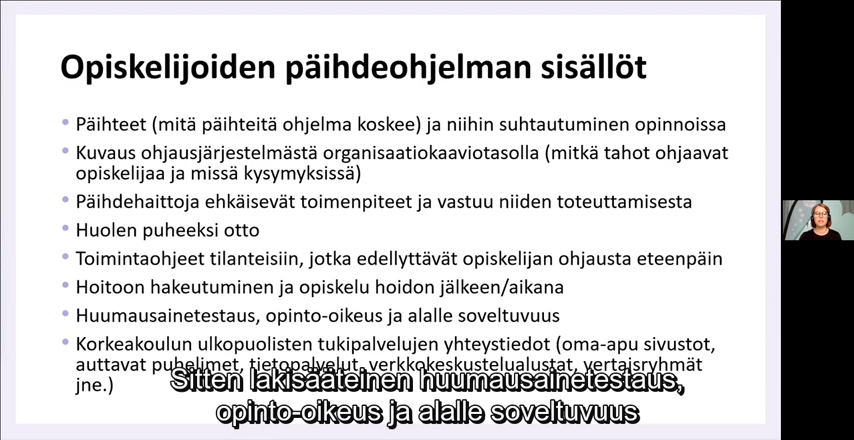 Opiskelijoiden päihdeohjelman sisällöt
• Päihteet (mitä päihteitä ohjelma koskee) ja niihin suhtautuminen opinnoissa
• Kuvaus ohjausjärjestelmästä organisaatiokaaviotasolla (mitkä tahot ohjaavat
opiskelijaa ja missä kysymyksissä)
• Päihdehaittoja ehkäisevät toimenpiteet ja vastuu niiden toteuttamisesta
• Huolen puheeksi otto
• Toimintaohjeet tilanteisiin, jotka edellyttävät opiskelijan ohjausta eteenpäin
• Hoitoon hakeutuminen ja opiskelu hoidon jälkeen/aikana
• Huumausainetestaus, opinto-oikeus ja alalle soveltuvuus
• Korkeakoulun ulkopuolisten tukipalvelujen yhteystiedot (oma-apu sivustot,
auttavat puhelimet, tietopalvelut, verkkokeskustelualustat, vertaisryhmät
jne.)
Sitten lakisääteinen huumausainetestaus,
opinto-oikeus ja alalle soveltuvuus